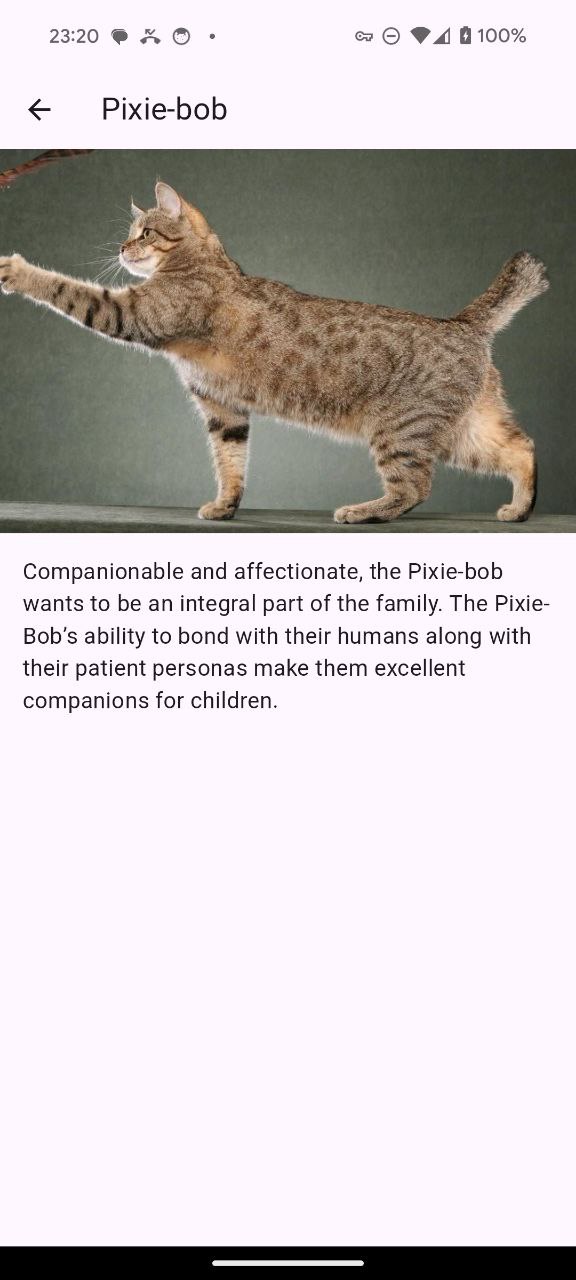 23:20
100%
Pixie-bob
Companionable and affectionate, the Pixie-bob
wants to be an integral part of the family. The Pixie-
Bob’s ability to bond with their humans along with
their patient personas make them excellent
companions for children.